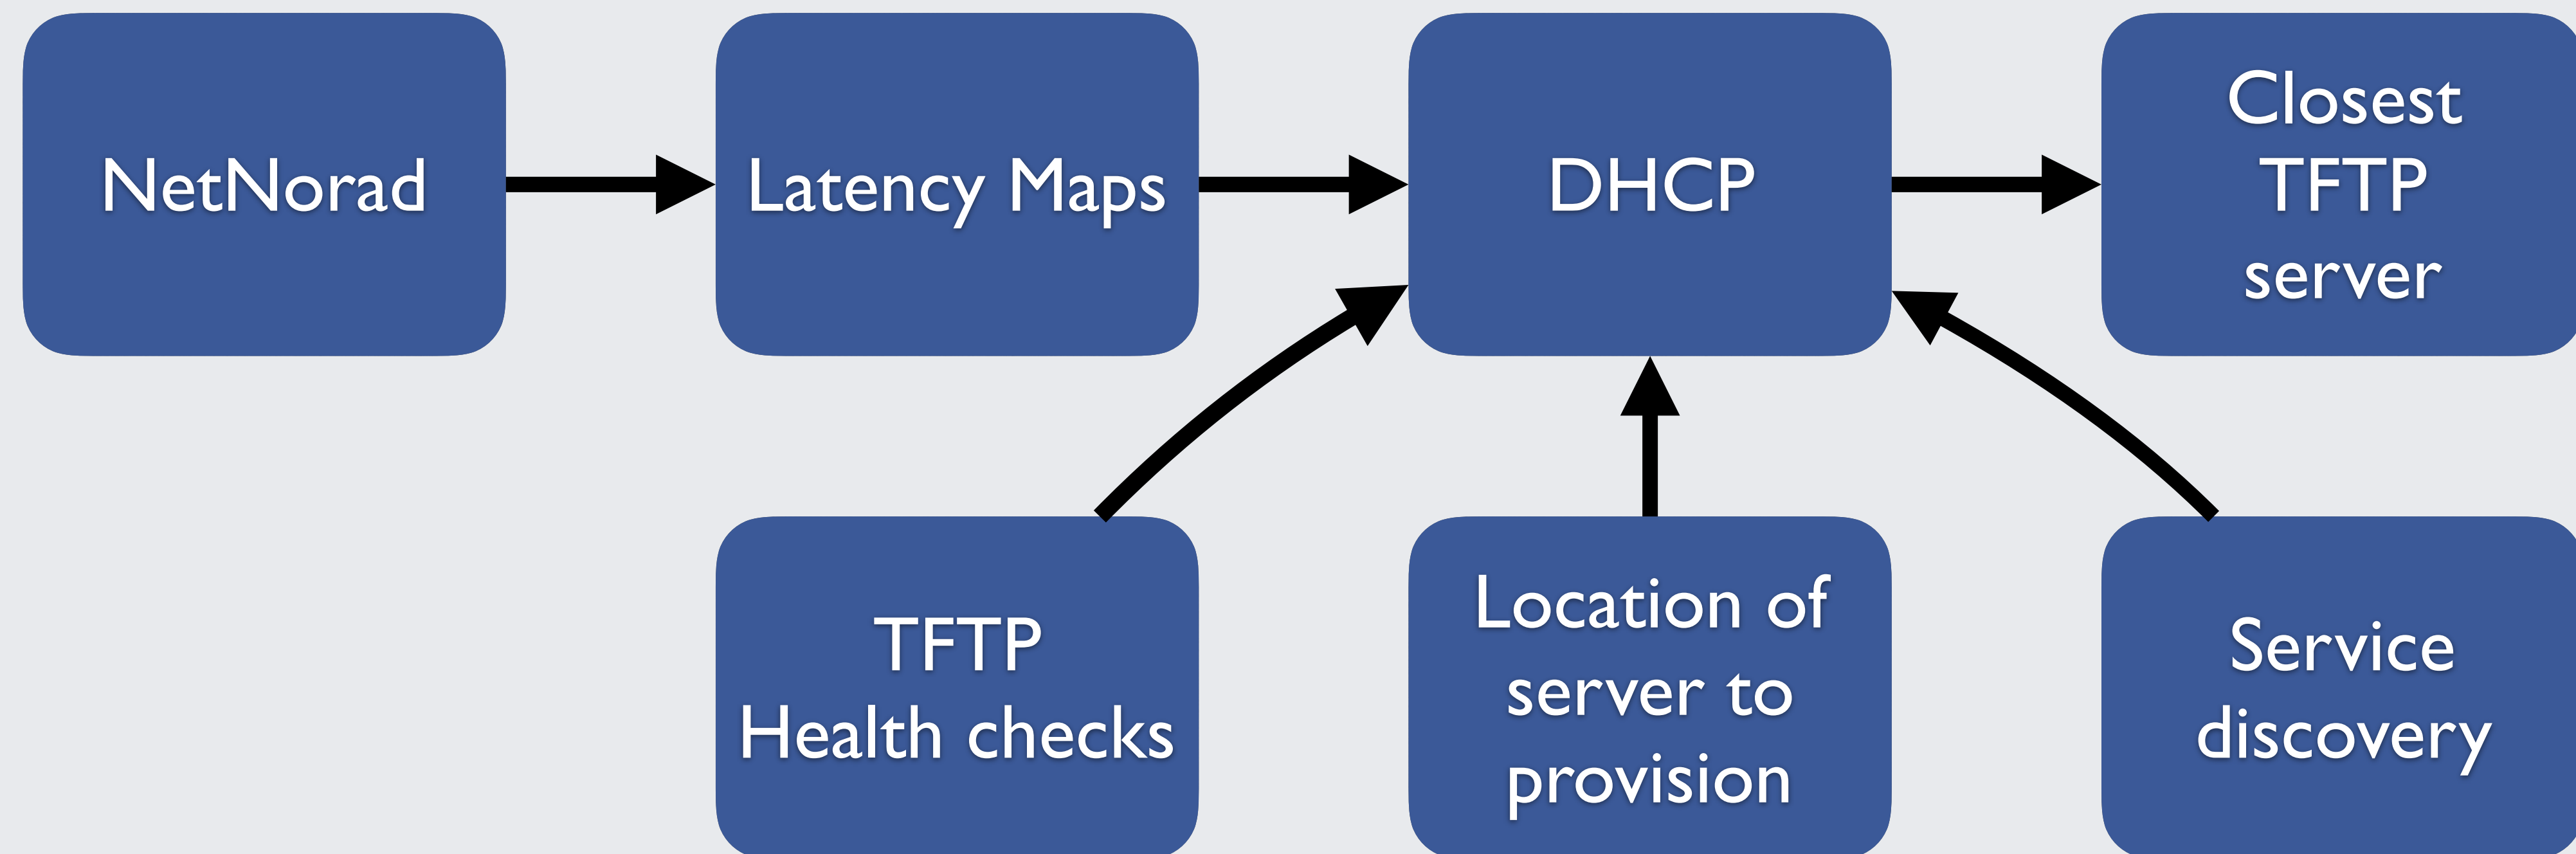 NetNorad
Latency Maps
DHCP
Closest
TFTP
server
TFTP
Health checks
Location of
server to
provision
Service
discovery